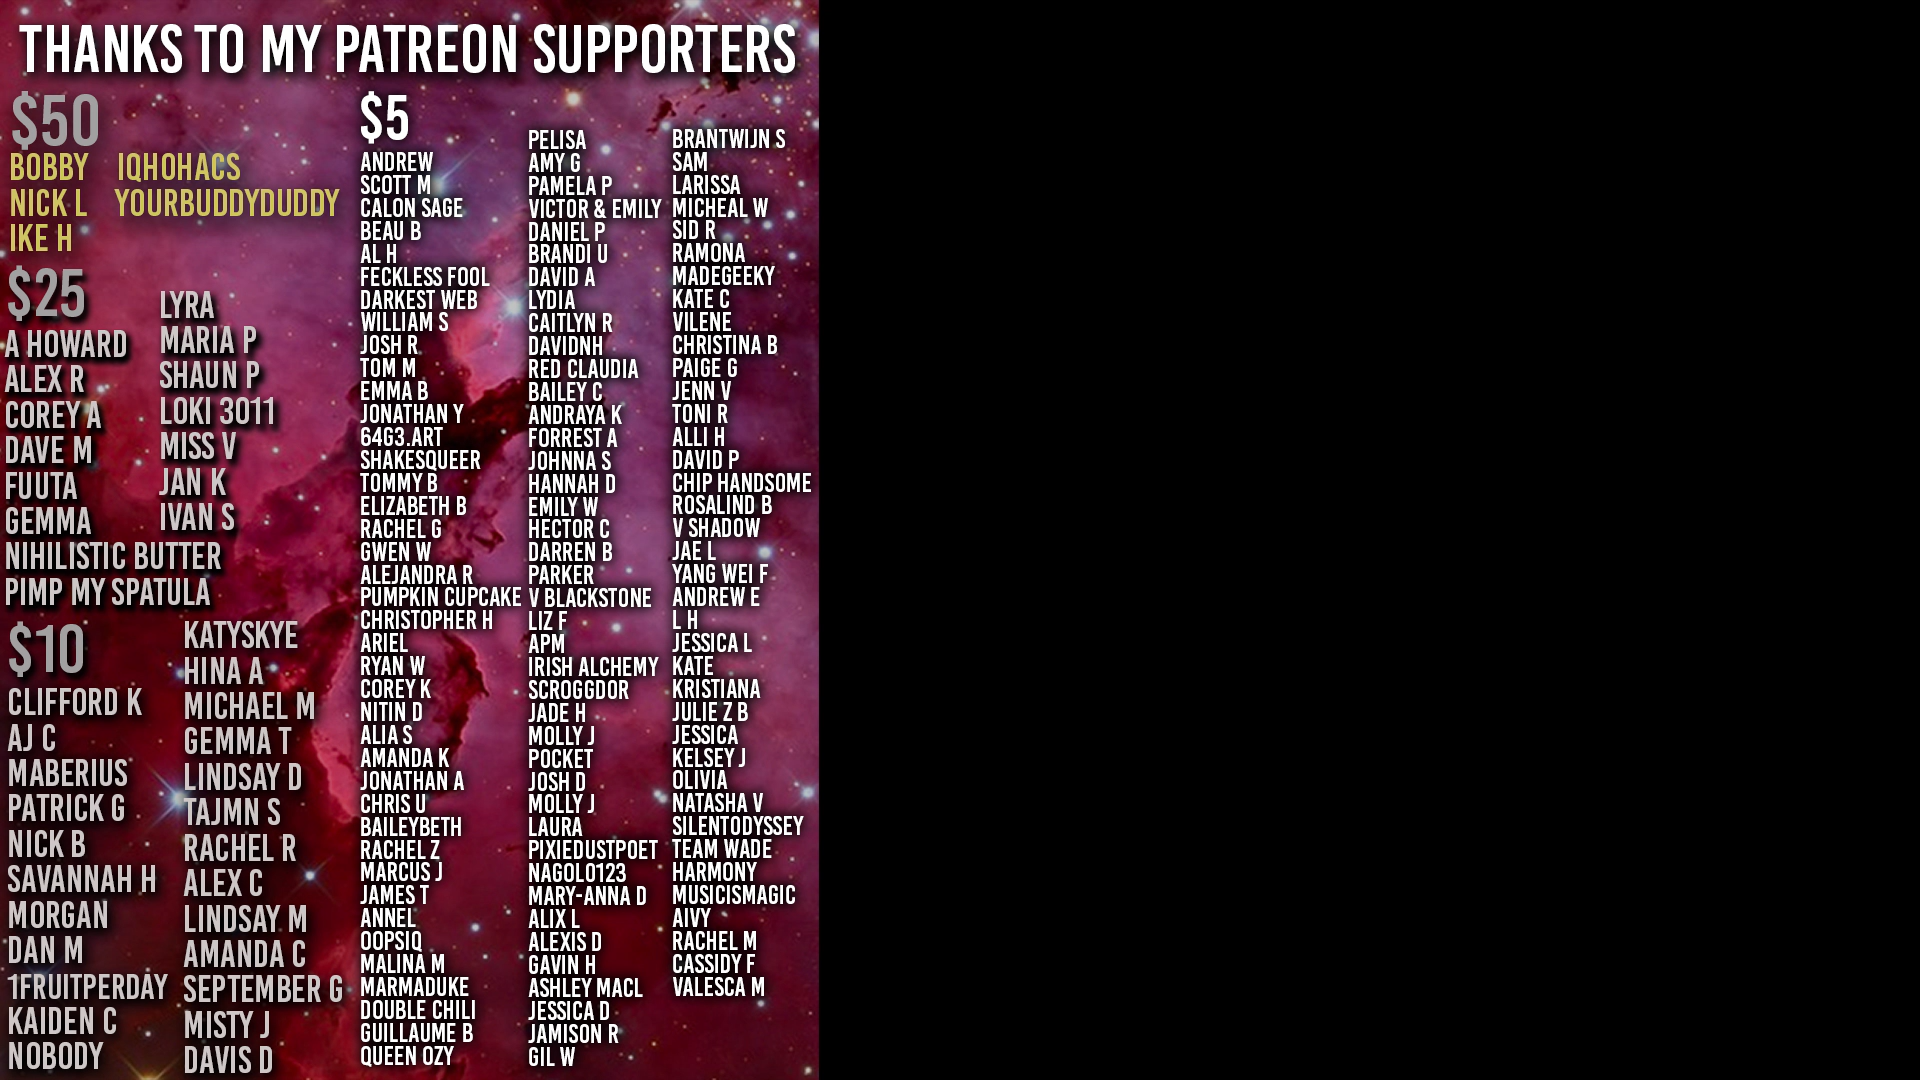 THANKS TO MY PATREON SUPPORTERS
$50
BOBBY
NICK L
IKE H
IQHOHACS
YOURBUDDYDUDDY
$25
A HOWARD
ALEX R
COREY A
DAVE M
FUUTA
GEMMA
NIHILISTIC BUTTER
PIMP MY SPATULA
LYRA
MARIA P
SHAUN P
LOKI 3011
MISS V
JAN K
IVAN S
$10
CLIFFORD K
AJ C
MABERIUS
PATRICK G
NICK B
SAVANNAH H
MORGAN
DAN M
1FRUITPERDAY
KAIDEN C
NOBODY
KATYSKYE
HINA A
MICHAEL M
GEMMA T
LINDSAY D
TAJMN S
RACHEL R
ALEX C
LINDSAY M
AMANDA C
SEPTEMBER G
MISTY J
DAVIS D
$5
ANDREW
SCOTT M
CALON SAGE
BEAU B
AL H
FECKLESS FOOL
DARKEST WEB
WILLIAM S
JOSH R
TOM M
EMMA B
JONATHAN Y
64G3.ART
SHAKESQUEER
TOMMY B
ELIZABETH B
RACHEL G
GWEN W
ALEJANDRA R
PUMPKIN CUPCAKE
CHRISTOPHER H
ARIEL
RYAN W
COREY K
NITIN D
ALIA S
AMANDA K
JONATHAN A
CHRIS U
BAILEYBETH
RACHEL Z
MARCUS J
JAMES T
ANNEL
OOPSIQ
MALINA M
MARMADUKE
DOUBLE CHILI
GUILLAUME B
QUEEN OZY
PELISA
AMY G
PAMELA P
VICTOR & EMILY
DANIEL P
BRANDI U
DAVID A
LYDIA
CAITLYN R
DAVIDNH
RED CLAUDIA
BAILEY C
ANDRAYA K
FORREST A
JOHNNA S
HANNAH D
EMILY W
HECTOR C
DARREN B
PARKER
V BLACKSTONE
LIZ F
APM
IRISH ALCHEMY
SCROGGDOR
JADE H
MOLLY J
POCKET
JOSH D
MOLLY J
LAURA
PIXIEDUSTPOET
NAGOLO123
MARY-ANNA D
ALIX L
ALEXIS D
GAVIN H
ASHLEY MACL
JESSICA D
JAMISON R
GIL W
BRANTWIJN S
SAM
LARISSA
MICHEAL W
SID R
RAMONA
MADEGEEKY
KATE C
VILENE
CHRISTINA B
PAIGE G
JENN V
TONI R
ALLI H
DAVID P
CHIP HANDSOME
ROSALIND B
V SHADOW
JAE L
YANG WEI F
ANDREW E
L H
JESSICA L
KATE
KRISTIANA
JULIE Z B
JESSICA
KELSEY J
OLIVIA
NATASHA V
SILENTODYSSEY
TEAM WADE
HARMONY
MUSICISMAGIC
AIVY
RACHEL M
CASSIDY F
VALESCA M